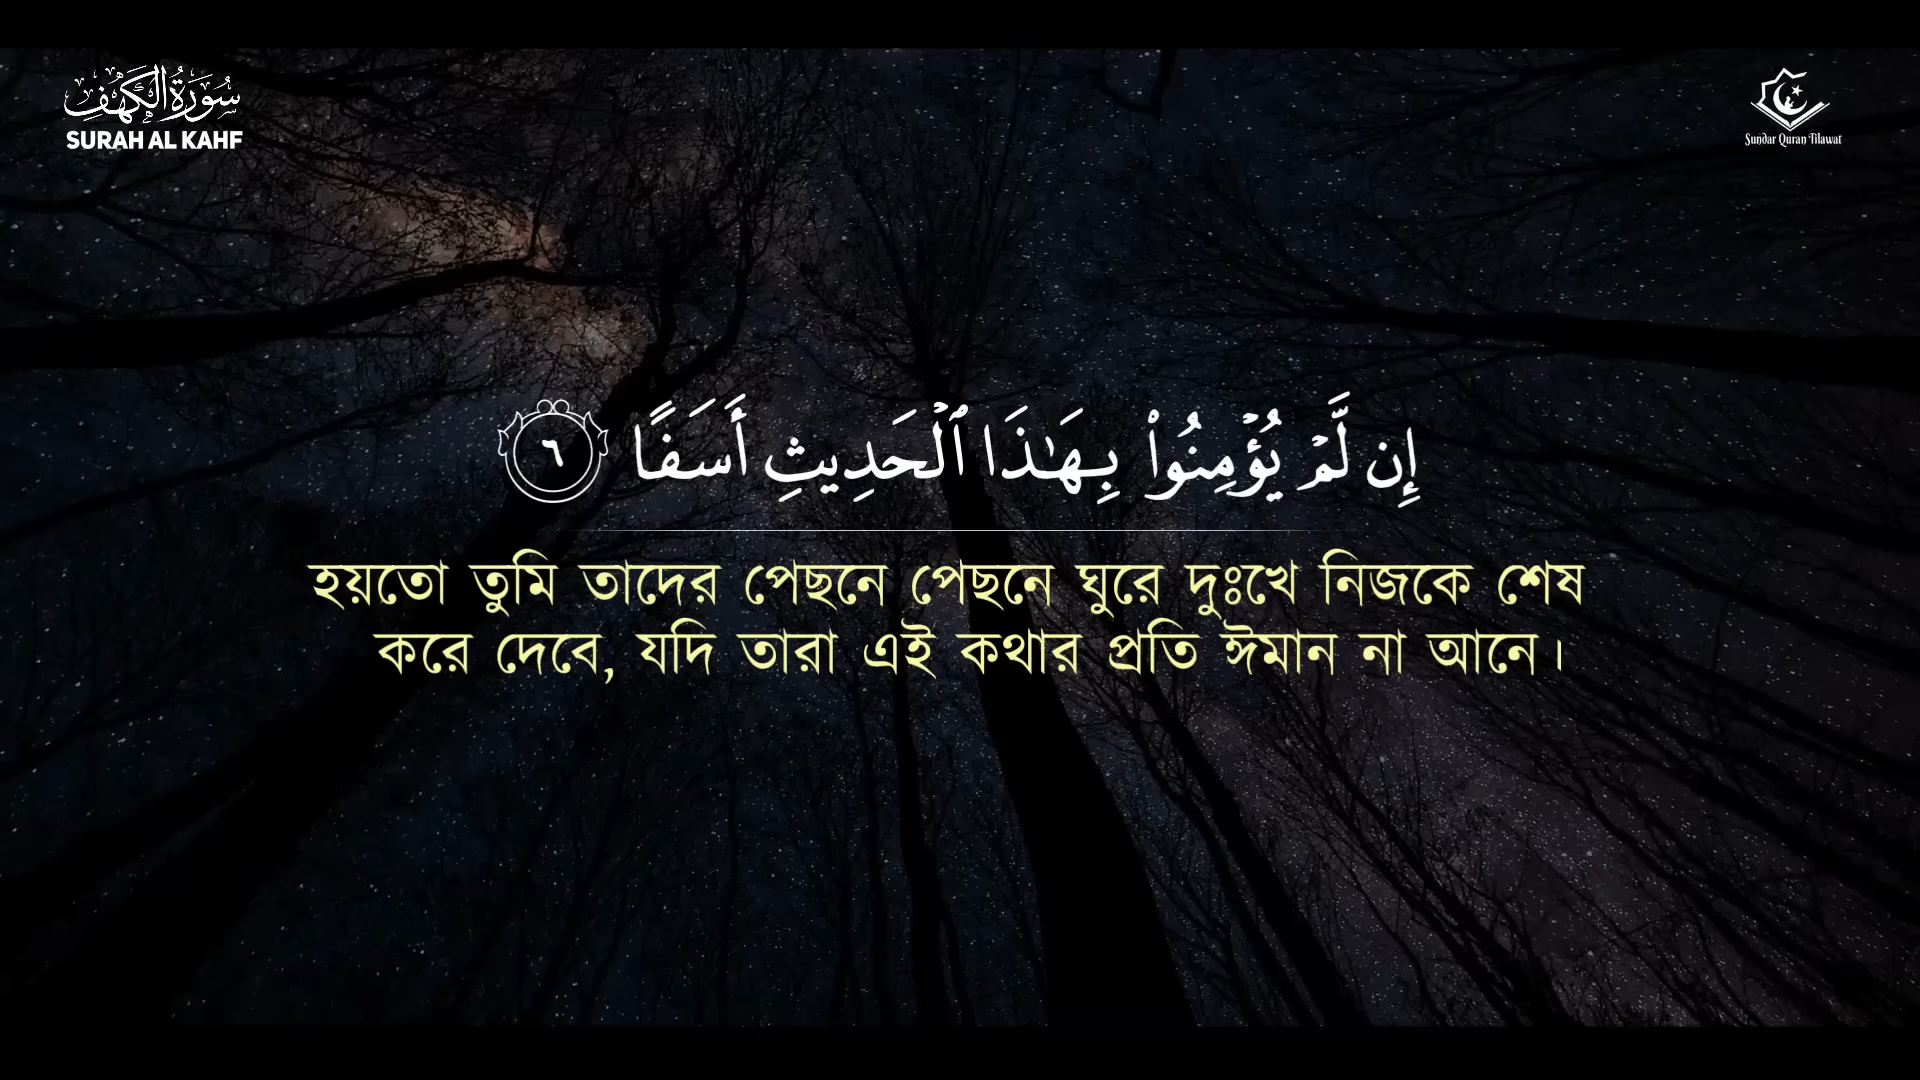 سُورَةُ الكَهْفِ
SURAH AL KAHF
Sundar Quran Tilawat
إِن لَّمْ يُؤْمِنُوا۟ بِهَـٰذَا ٱلْحَدِيثِ أَسَفًا ٦
হয়তো তুমি তাদের পেছনে পেছনে ঘুরে দুঃখে নিজকে শেষ
করে দেবে, যদি তারা এই কথার প্রতি ঈমান না আনে।